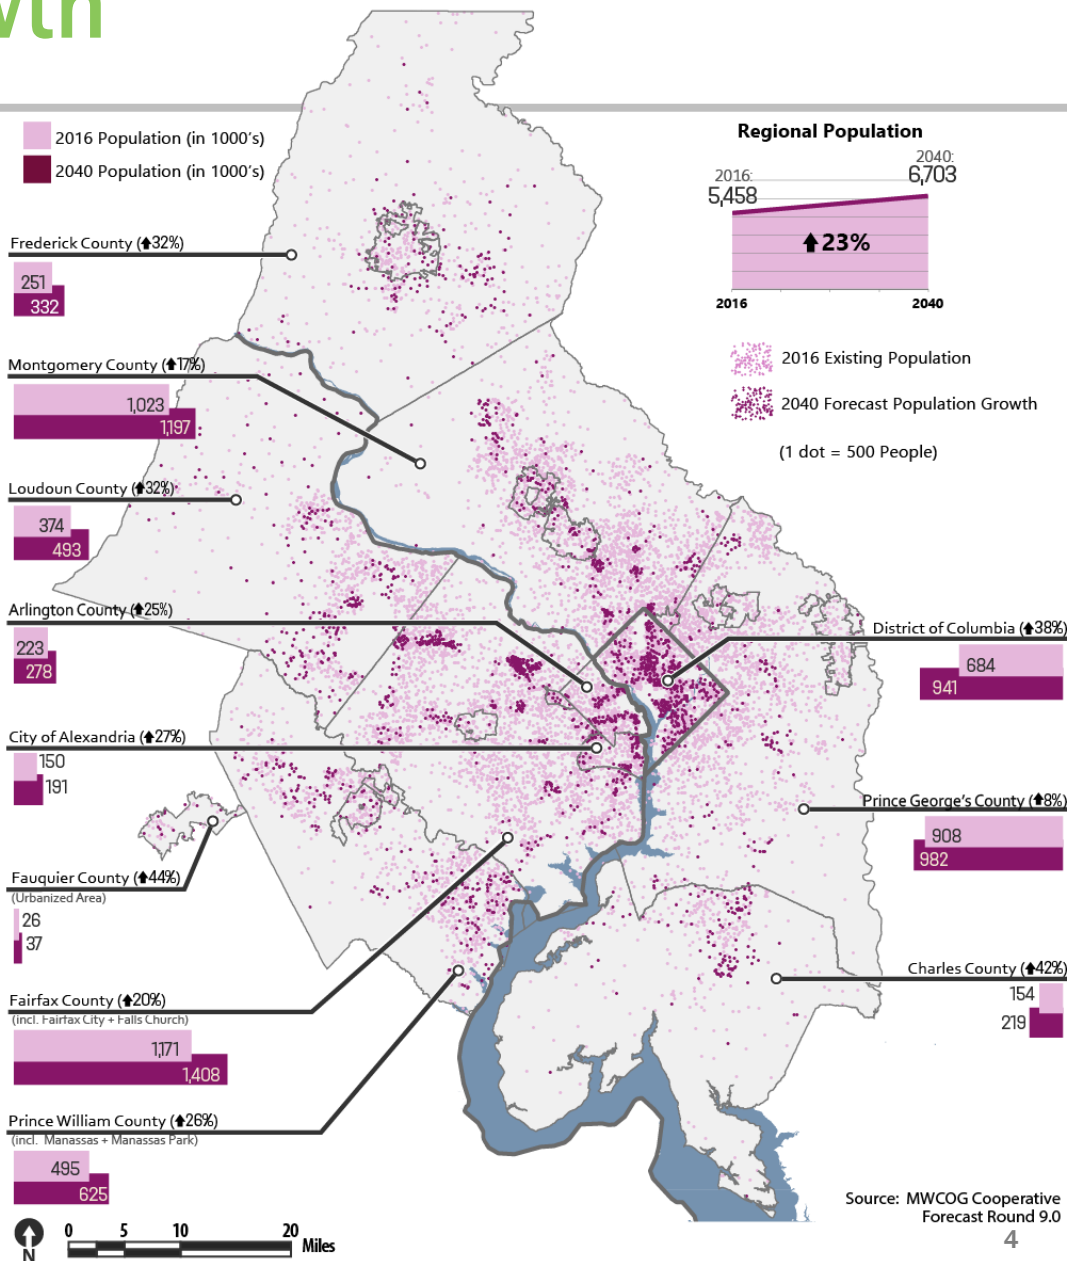 wth
2016 Population (in 1000's)
2040 Population (in 1000's)
Regional Population
2016:
5,458
2040:
6,703
23%
2016
2040
2016 Existing Population
2040 Forecast Population Growth
(1 dot = 500 People)
Frederick County (⬆32%)
251
332
Montgomery County (⬆17%)
1,023
1,197
Loudoun County (⬆32%)
374
493
Arlington County (⬆25%)
223
278
City of Alexandria (⬆27%)
150
191
Fauquier County (⬆44%)
(Urbanized Area)
26
37
Fairfax County (⬆20%)
(incl. Fairfax City + Falls Church)
1,171
1,408
Prince William County (⬆26%)
(incl. Manassas + Manassas Park)
495
625
District of Columbia (⬆38%)
684
941
Prince George's County (⬆8%)
908
982
Charles County (⬆42%)
154
219
N
0 5 10 20
Miles
Source: MWCOG Cooperative
Forecast Round 9.0
4